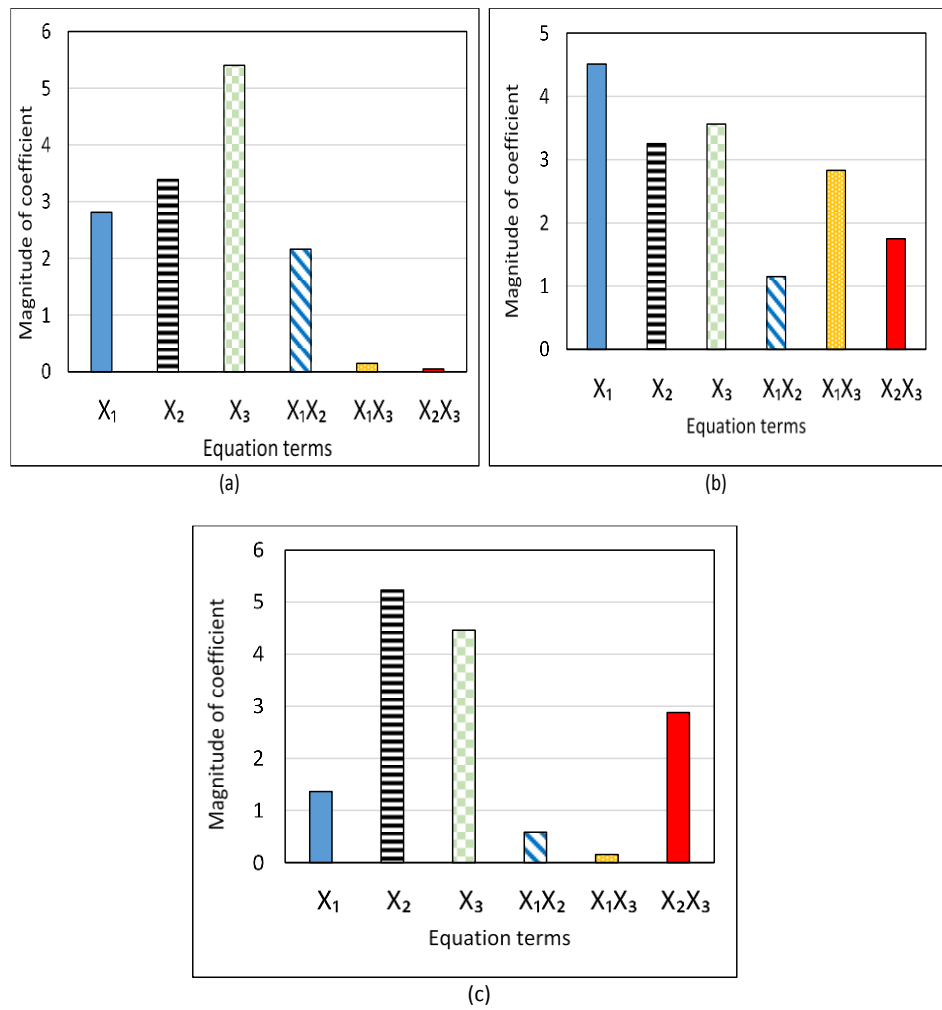 Magnitude of coefficient
6
5
4
3
2
1
0
X₁ X₂ X₃ X₁X₂ X₁X₃ X₂X₃
Equation terms
(a)
Magnitude of coefficient
5
4
3
2
1
0
X₁ X₂ X₃ X₁X₂ X₁X₃ X₂X₃
Equation terms
(b)
Magnitude of coefficient
6
5
4
3
2
1
0
X₁ X₂ X₃ X₁X₂ X₁X₃ X₂X₃
Equation terms
(c)